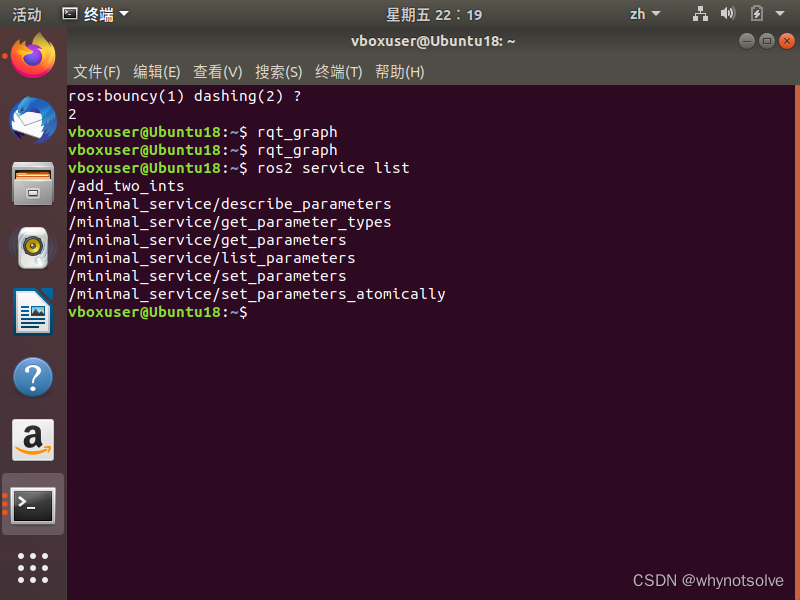 活动 终端 星期五 22：19 zh
vboxuser@Ubuntu18: ~
文件(F) 编辑(E) 查看(V) 搜索(S) 终端(T) 帮助(H)
ros:bouncy(1) dashing(2) ?
2
vboxuser@Ubuntu18:~$ rqt_graph
vboxuser@Ubuntu18:~$ rqt_graph
vboxuser@Ubuntu18:~$ ros2 service list
/add_two_ints
/minimal_service/describe_parameters
/minimal_service/get_parameter_types
/minimal_service/get_parameters
/minimal_service/list_parameters
/minimal_service/set_parameters
/minimal_service/set_parameters_atomically
vboxuser@Ubuntu18:~$
CSDN @whynotsolve